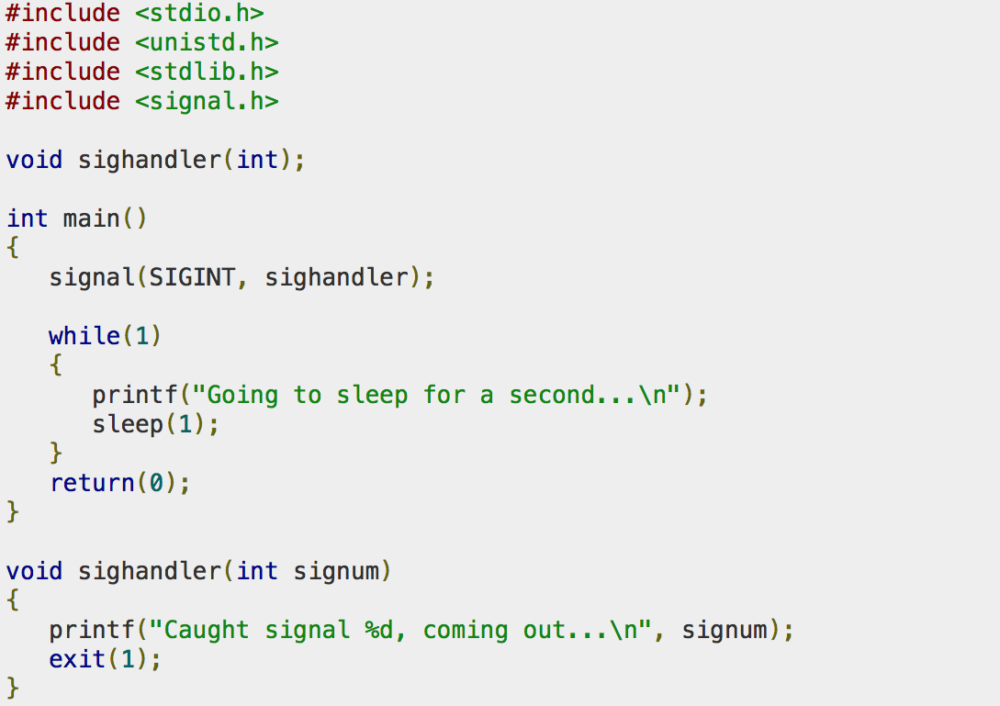 #include <stdio.h>
#include <unistd.h>
#include <stdlib.h>
#include <signal.h>

void sighandler(int);

int main()
{
   signal(SIGINT, sighandler);

   while(1)
   {
      printf("Going to sleep for a second...\n");
      sleep(1);
   }
   return(0);
}

void sighandler(int signum)
{
   printf("Caught signal %d, coming out...\n", signum);
   exit(1);
}